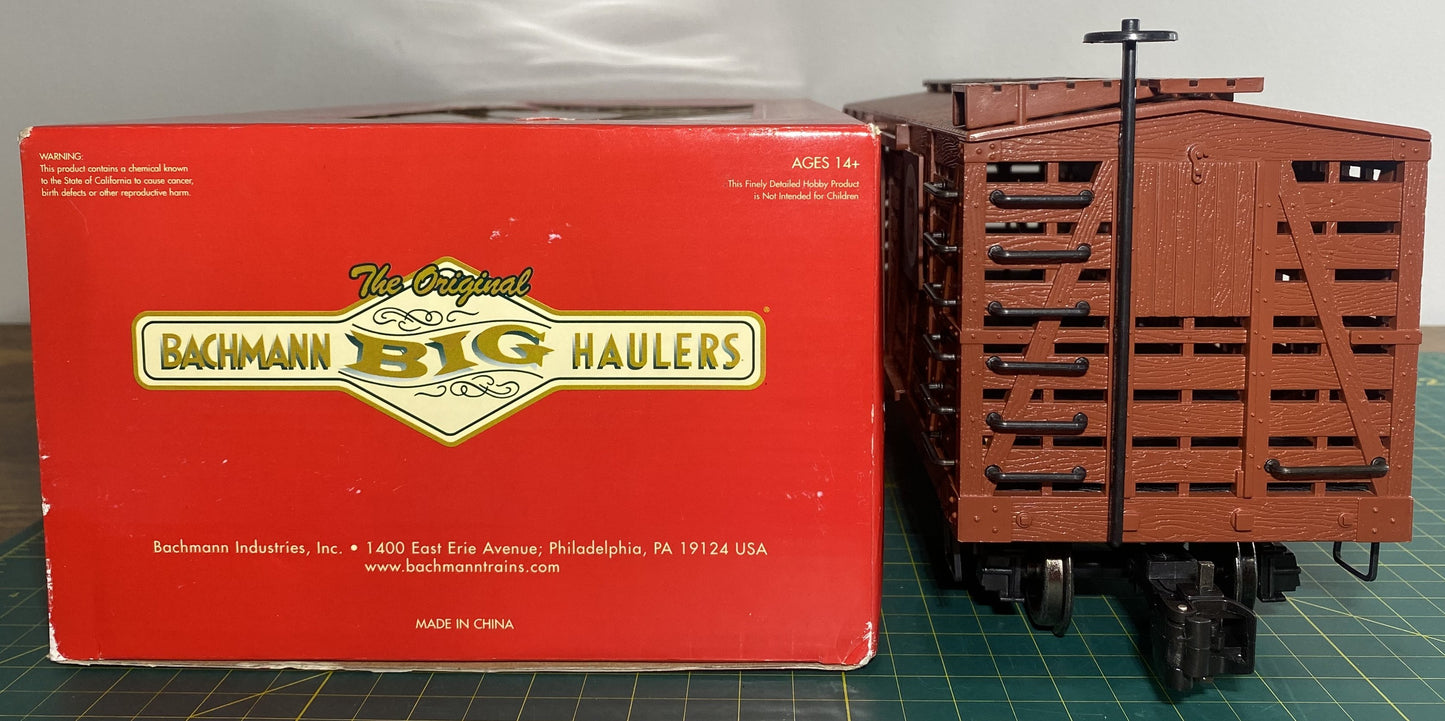 WARNING:
This product contains a chemical known
to the State of California to cause cancer,
birth defects or other reproductive harm.
AGES 14+
This Finely Detailed Hobby Product
is Not Intended for Children
The Original
BACHMANN BIG HAULERS®
Bachmann Industries, Inc. • 1400 East Erie Avenue; Philadelphia, PA 19124 USA
www.bachmanntrains.com
MADE IN CHINA